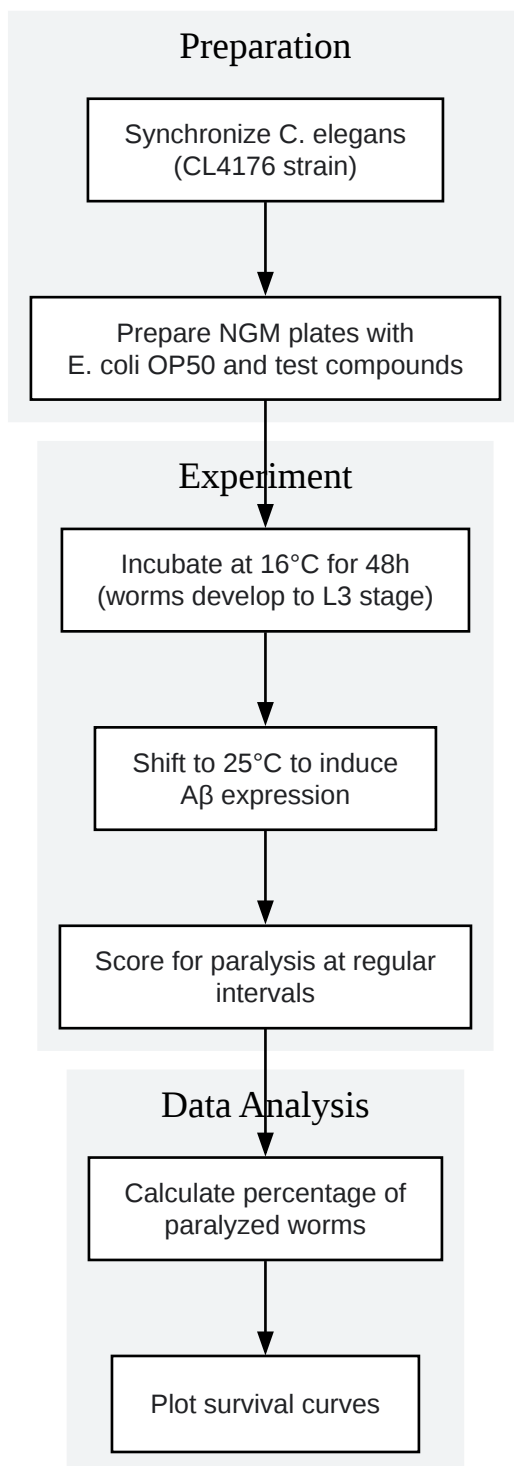 Preparation
Synchronize C. elegans
(CL4176 strain)
Prepare NGM plates with
E. coli OP50 and test compounds
Experiment
Incubate at 16°C for 48h
(worms develop to L3 stage)
Shift to 25°C to induce
Aβ expression
Score for paralysis at regular
intervals
Data Analysis
Calculate percentage of
paralyzed worms
Plot survival curves